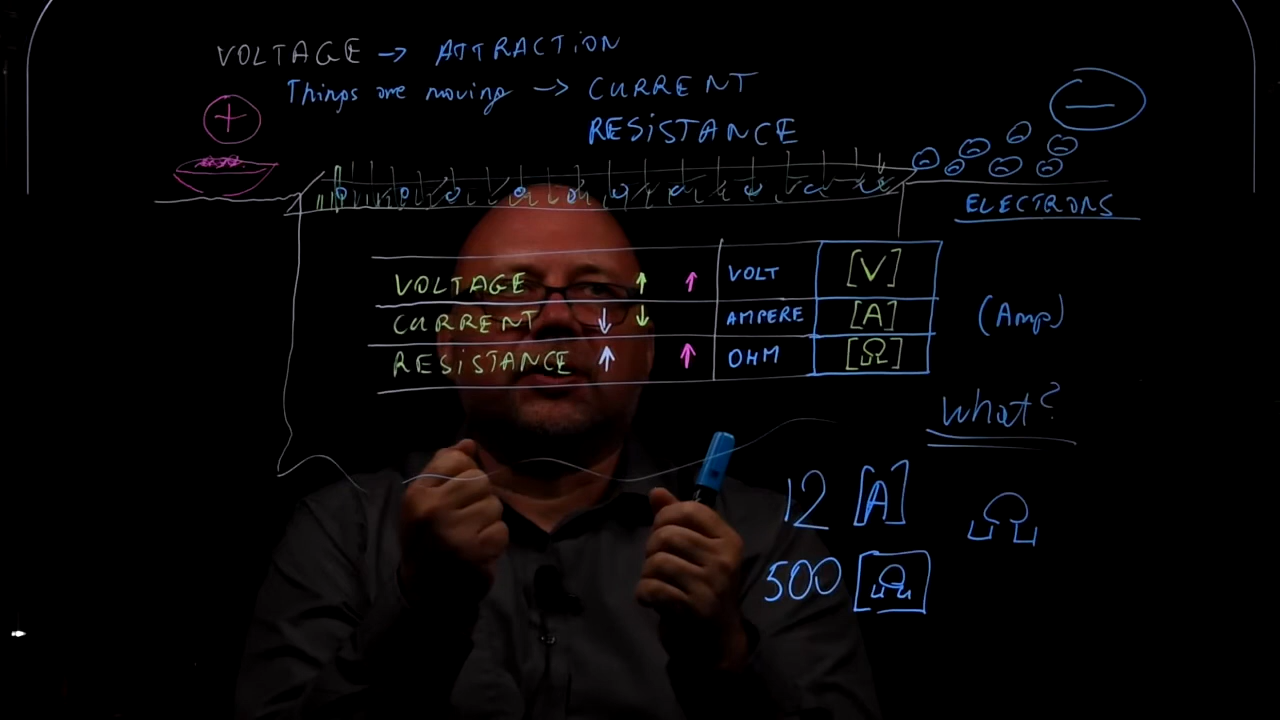 VOLTAGE → ATTRACTION
Things are moving → CURRENT
RESISTANCE
+
−
ELECTRONS
VOLTAGE ↑ ↑ VOLT [V]
CURRENT ↓ ↓ AMPERE [A] (Amp)
RESISTANCE ↑ ↑ OHM [Ω]
What?
12 [A] Ω
500 [Ω]